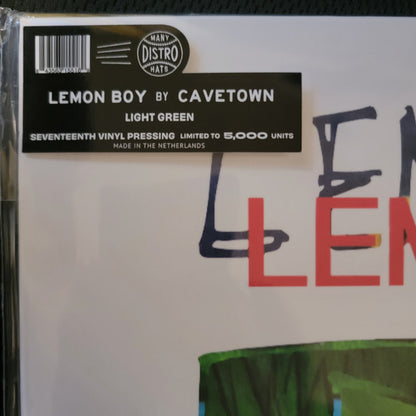 MANY
DISTRO
HATS
LEMON BOY BY CAVETOWN
LIGHT GREEN
SEVENTEENTH VINYL PRESSING LIMITED TO 5,000 UNITS
MADE IN THE NETHERLANDS
LEM
LEM